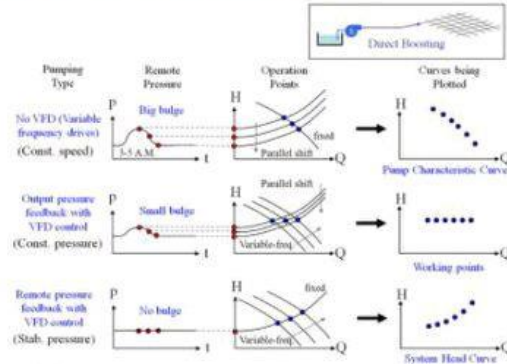 Direct Boosting
Pumping Type
Remote Pressure
Operation Points
Curves being Plotted
No VFD (Variable
frequency drives)
(Const. speed)
P
Big bulge
3-5 A.M.
t
H
fixed
Parallel shift
Q
H
Q
Pump Characteristic Curve
Output pressure
feedback with
VFD control
(Const. pressure)
P
Small bulge
t
H
Parallel shift
Variable-freq.
Q
H
Q
Working points
Remote pressure
feedback with
VFD control
(Stab. pressure)
P
No bulge
t
H
fixed
Variable-freq.
Q
H
Q
System Head Curve